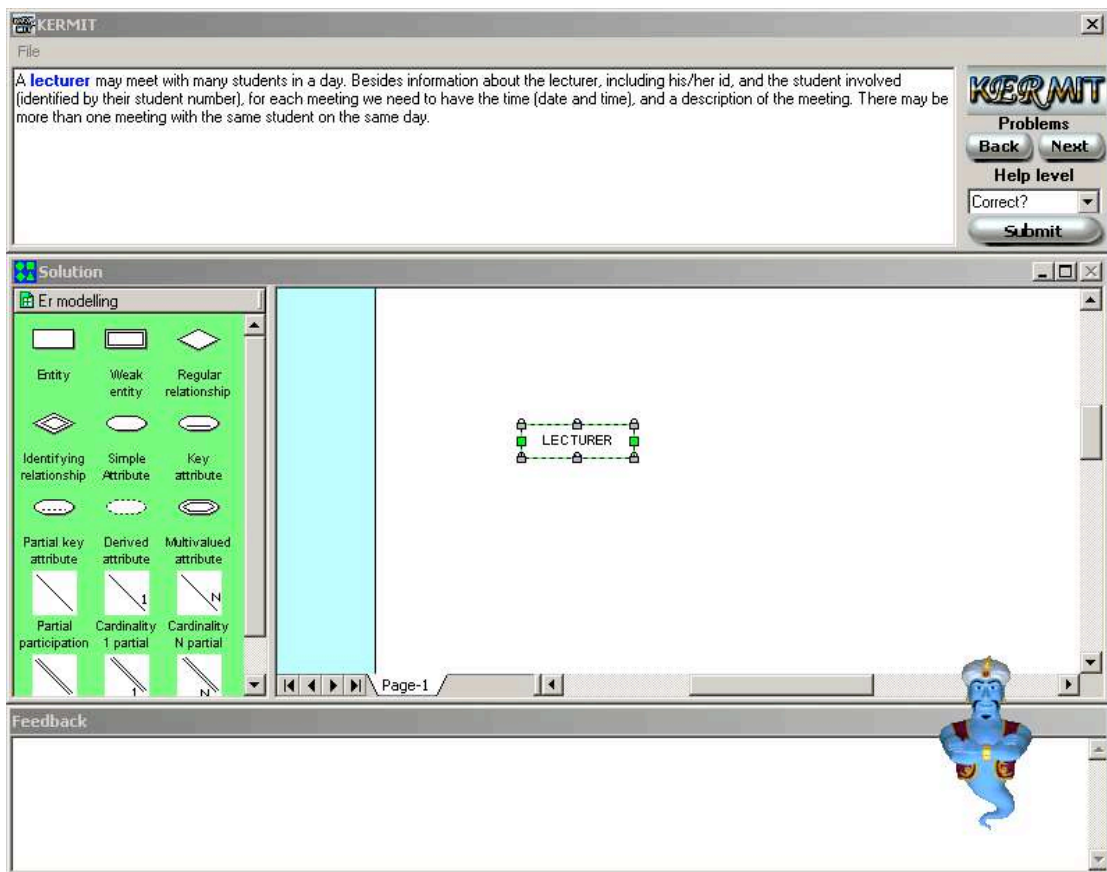 KERMIT
File
A lecturer may meet with many students in a day. Besides information about the lecturer, including his/her id, and the student involved
(identified by their student number), for each meeting we need to have the time (date and time), and a description of the meeting. There may be
more than one meeting with the same student on the same day.
KERMIT
Problems
Back Next
Help level
Correct?
Submit
Solution
Er modelling
Entity Weak entity Regular relationship
Identifying relationship Simple Attribute Key attribute
Partial key attribute Derived attribute Multivalued attribute
1 N
Partial participation Cardinality 1 partial Cardinality N partial
1 N
LECTURER
Page-1
Feedback